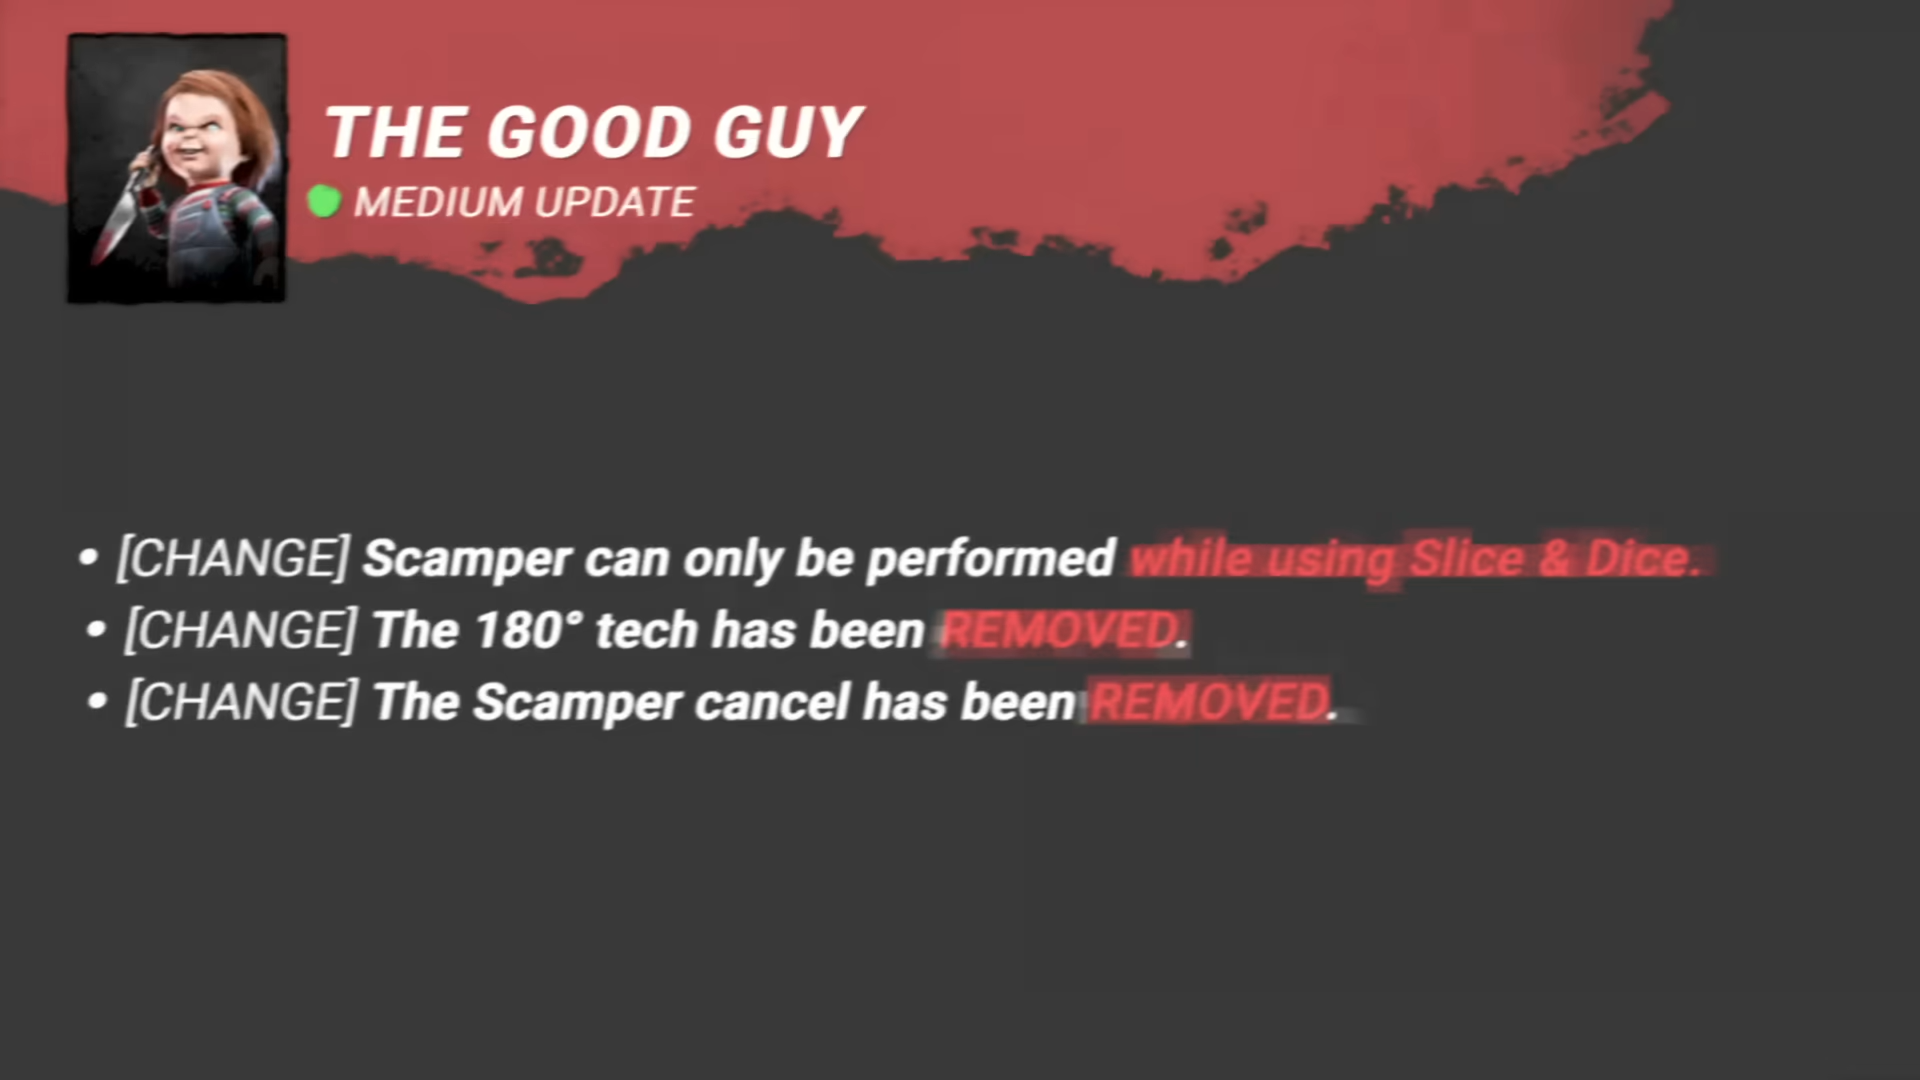 THE GOOD GUY
MEDIUM UPDATE
• [CHANGE] Scamper can only be performed while using Slice & Dice.
• [CHANGE] The 180° tech has been REMOVED.
• [CHANGE] The Scamper cancel has been REMOVED.